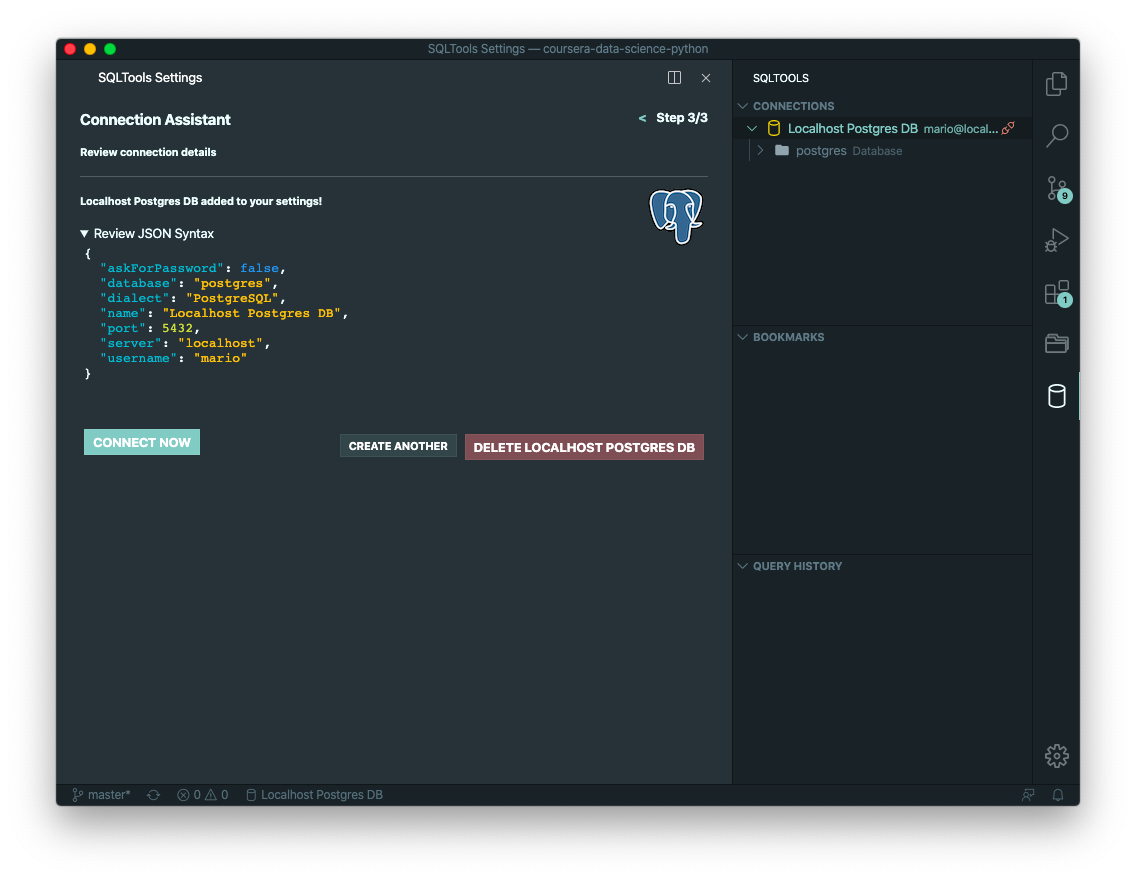 SQLTools Settings — coursera-data-science-python
SQLTools Settings
Connection Assistant
< Step 3/3
Review connection details
Localhost Postgres DB added to your settings!
▼ Review JSON Syntax
{
  "askForPassword": false,
  "database": "postgres",
  "dialect": "PostgreSQL",
  "name": "Localhost Postgres DB",
  "port": 5432,
  "server": "localhost",
  "username": "mario"
}
CONNECT NOW
CREATE ANOTHER
DELETE LOCALHOST POSTGRES DB
SQLTOOLS
CONNECTIONS
Localhost Postgres DB mario@local...
postgres Database
BOOKMARKS
QUERY HISTORY
9
1
master* 0 0 Localhost Postgres DB